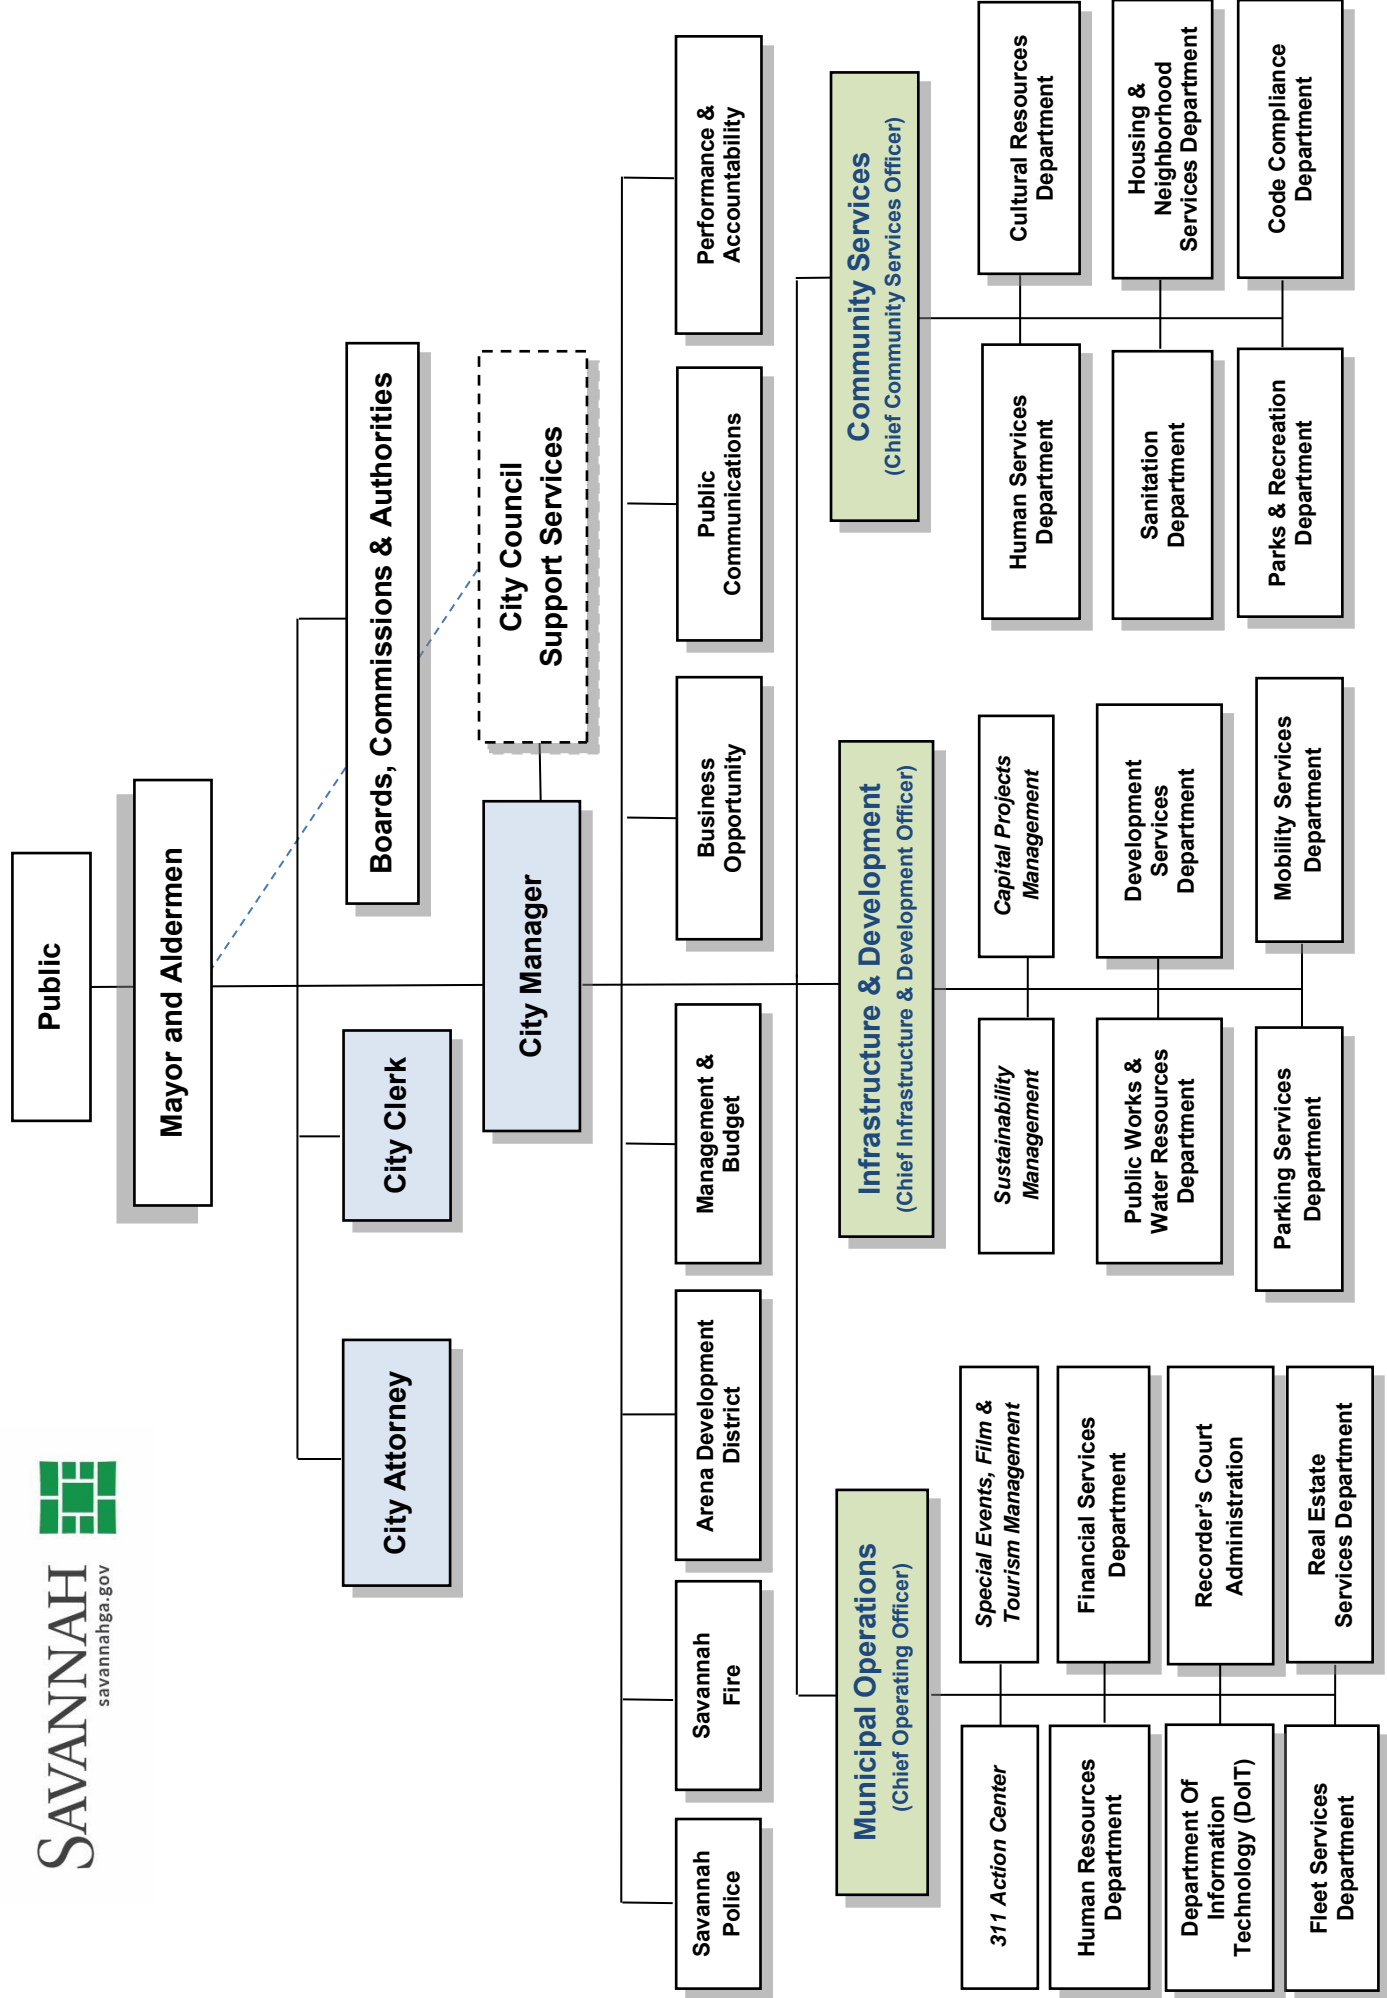 SAVANNAH
savannahga.gov
Public
Mayor and Aldermen
City Attorney
City Clerk
Boards, Commissions & Authorities
City Manager
City Council
Support Services
Savannah
Police
Savannah
Fire
Arena Development
District
Management &
Budget
Business
Opportunity
Public
Communications
Performance &
Accountability
Municipal Operations
(Chief Operating Officer)
311 Action Center
Special Events, Film &
Tourism Management
Human Resources
Department
Financial Services
Department
Department Of
Information
Technology (DoIT)
Recorder's Court
Administration
Fleet Services
Department
Real Estate
Services Department
Infrastructure & Development
(Chief Infrastructure & Development Officer)
Sustainability
Management
Capital Projects
Management
Public Works &
Water Resources
Department
Development
Services
Department
Parking Services
Department
Mobility Services
Department
Community Services
(Chief Community Services Officer)
Human Services
Department
Cultural Resources
Department
Sanitation
Department
Housing &
Neighborhood
Services Department
Parks & Recreation
Department
Code Compliance
Department